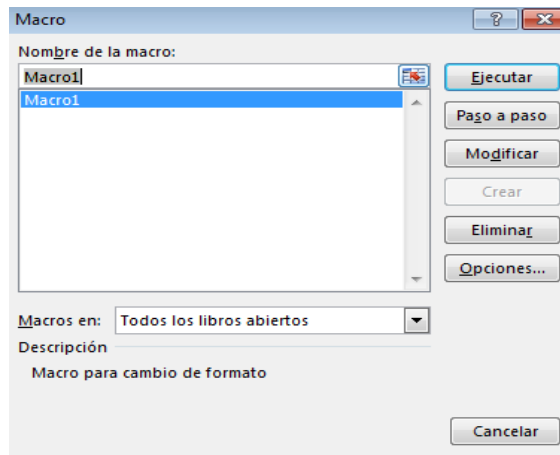 Macro
Nombre de la macro:
Macro1
Macro1
Ejecutar
Paso a paso
Modificar
Crear
Eliminar
Opciones...
Macros en: Todos los libros abiertos
Descripción
Macro para cambio de formato
Cancelar